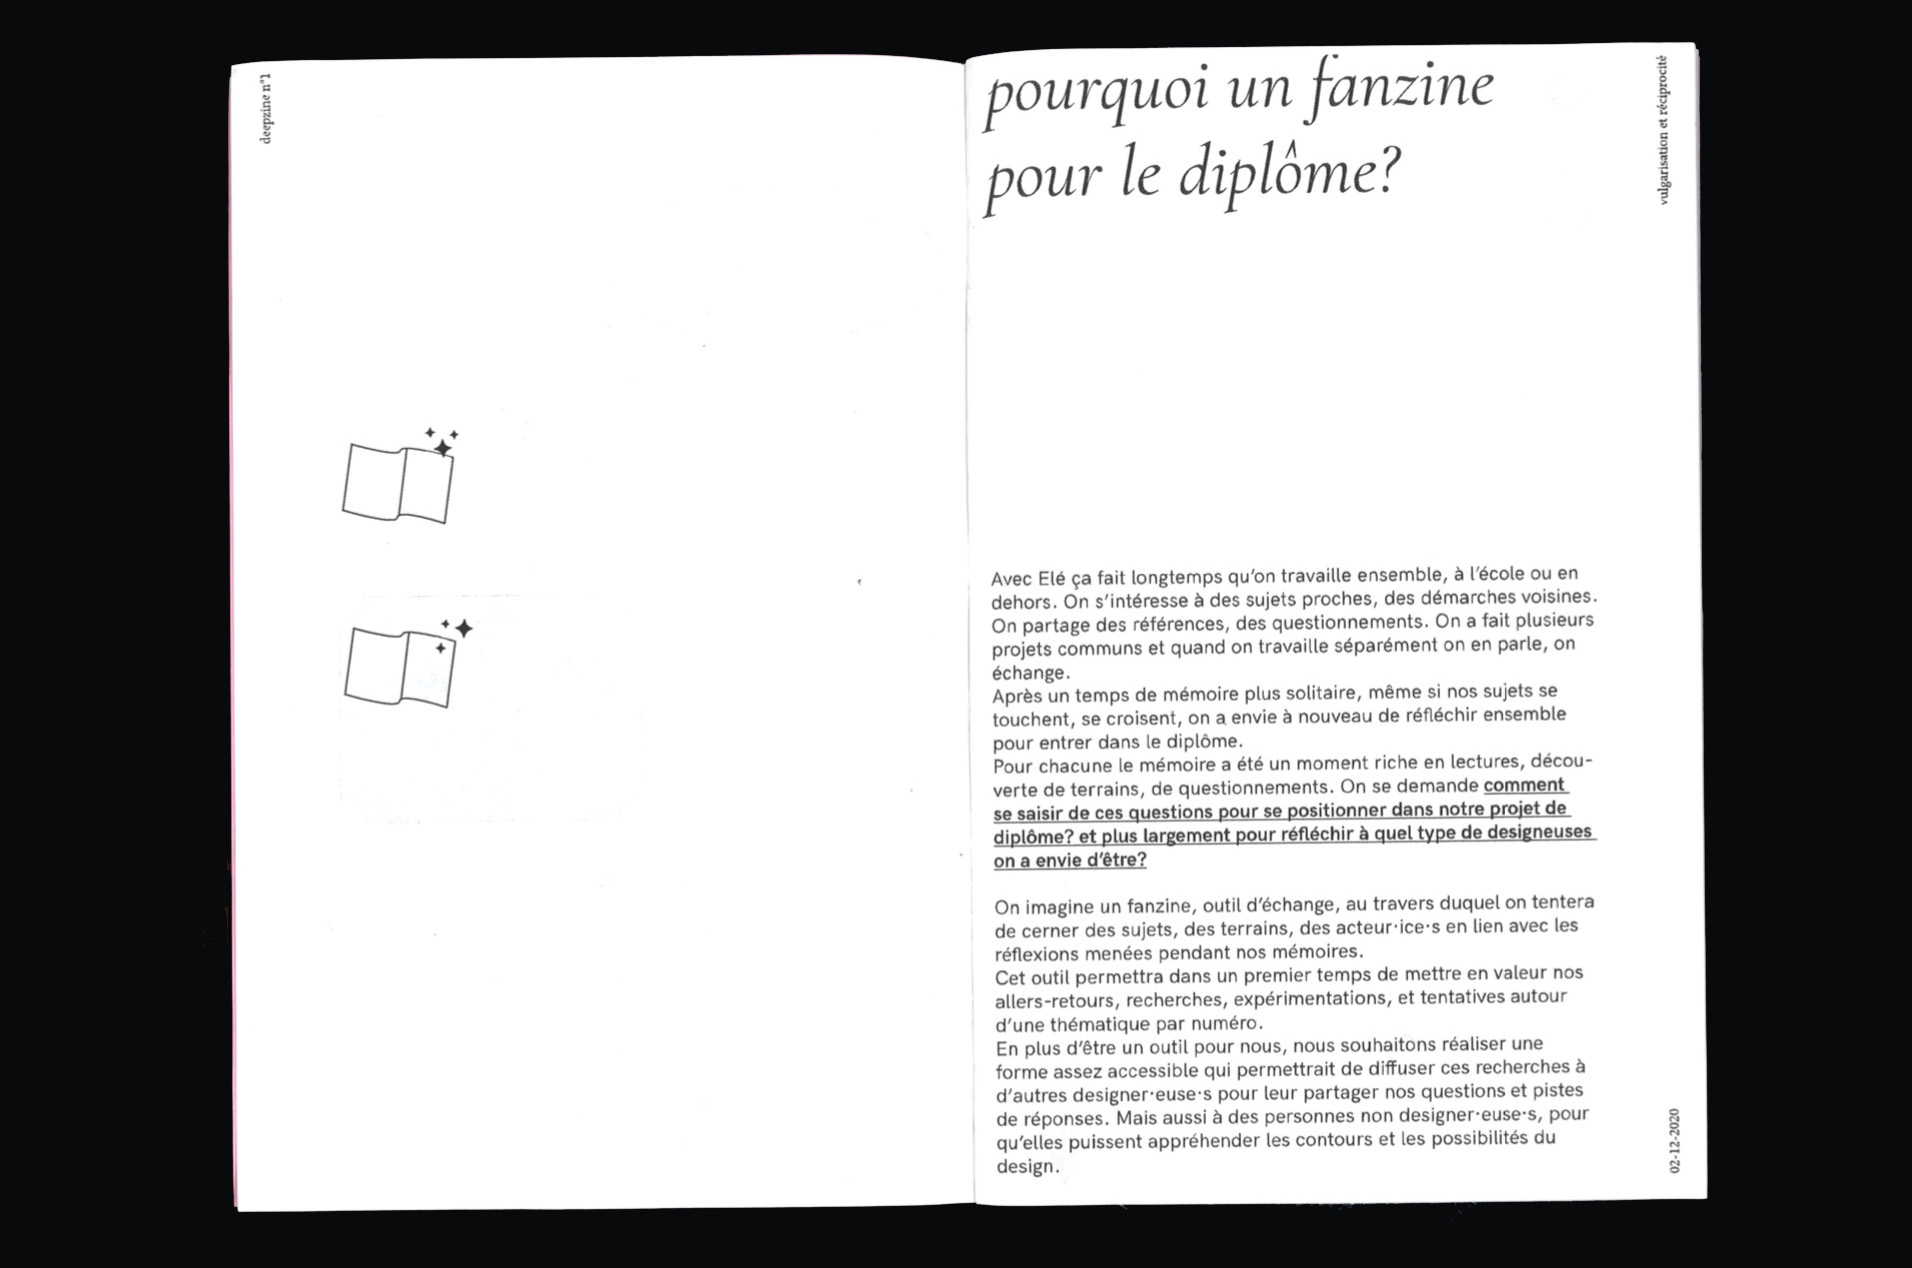 deepzine n°1
pourquoi un fanzine
pour le diplôme?
vulgarisation et réciprocité
Avec Elé ça fait longtemps qu'on travaille ensemble, à l'école ou en
dehors. On s'intéresse à des sujets proches, des démarches voisines.
On partage des références, des questionnements. On a fait plusieurs
projets communs et quand on travaille séparément on en parle, on
échange.
Après un temps de mémoire plus solitaire, même si nos sujets se
touchent, se croisent, on a envie à nouveau de réfléchir ensemble
pour entrer dans le diplôme.
Pour chacune le mémoire a été un moment riche en lectures, décou-
verte de terrains, de questionnements. On se demande comment
se saisir de ces questions pour se positionner dans notre projet de
diplôme? et plus largement pour réfléchir à quel type de designeuses
on a envie d'être?
On imagine un fanzine, outil d'échange, au travers duquel on tentera
de cerner des sujets, des terrains, des acteur·ice·s en lien avec les
réflexions menées pendant nos mémoires.
Cet outil permettra dans un premier temps de mettre en valeur nos
allers-retours, recherches, expérimentations, et tentatives autour
d'une thématique par numéro.
En plus d'être un outil pour nous, nous souhaitons réaliser une
forme assez accessible qui permettrait de diffuser ces recherches à
d'autres designer·euse·s pour leur partager nos questions et pistes
de réponses. Mais aussi à des personnes non designer·euse·s, pour
qu'elles puissent appréhender les contours et les possibilités du
design.
02-12-2020